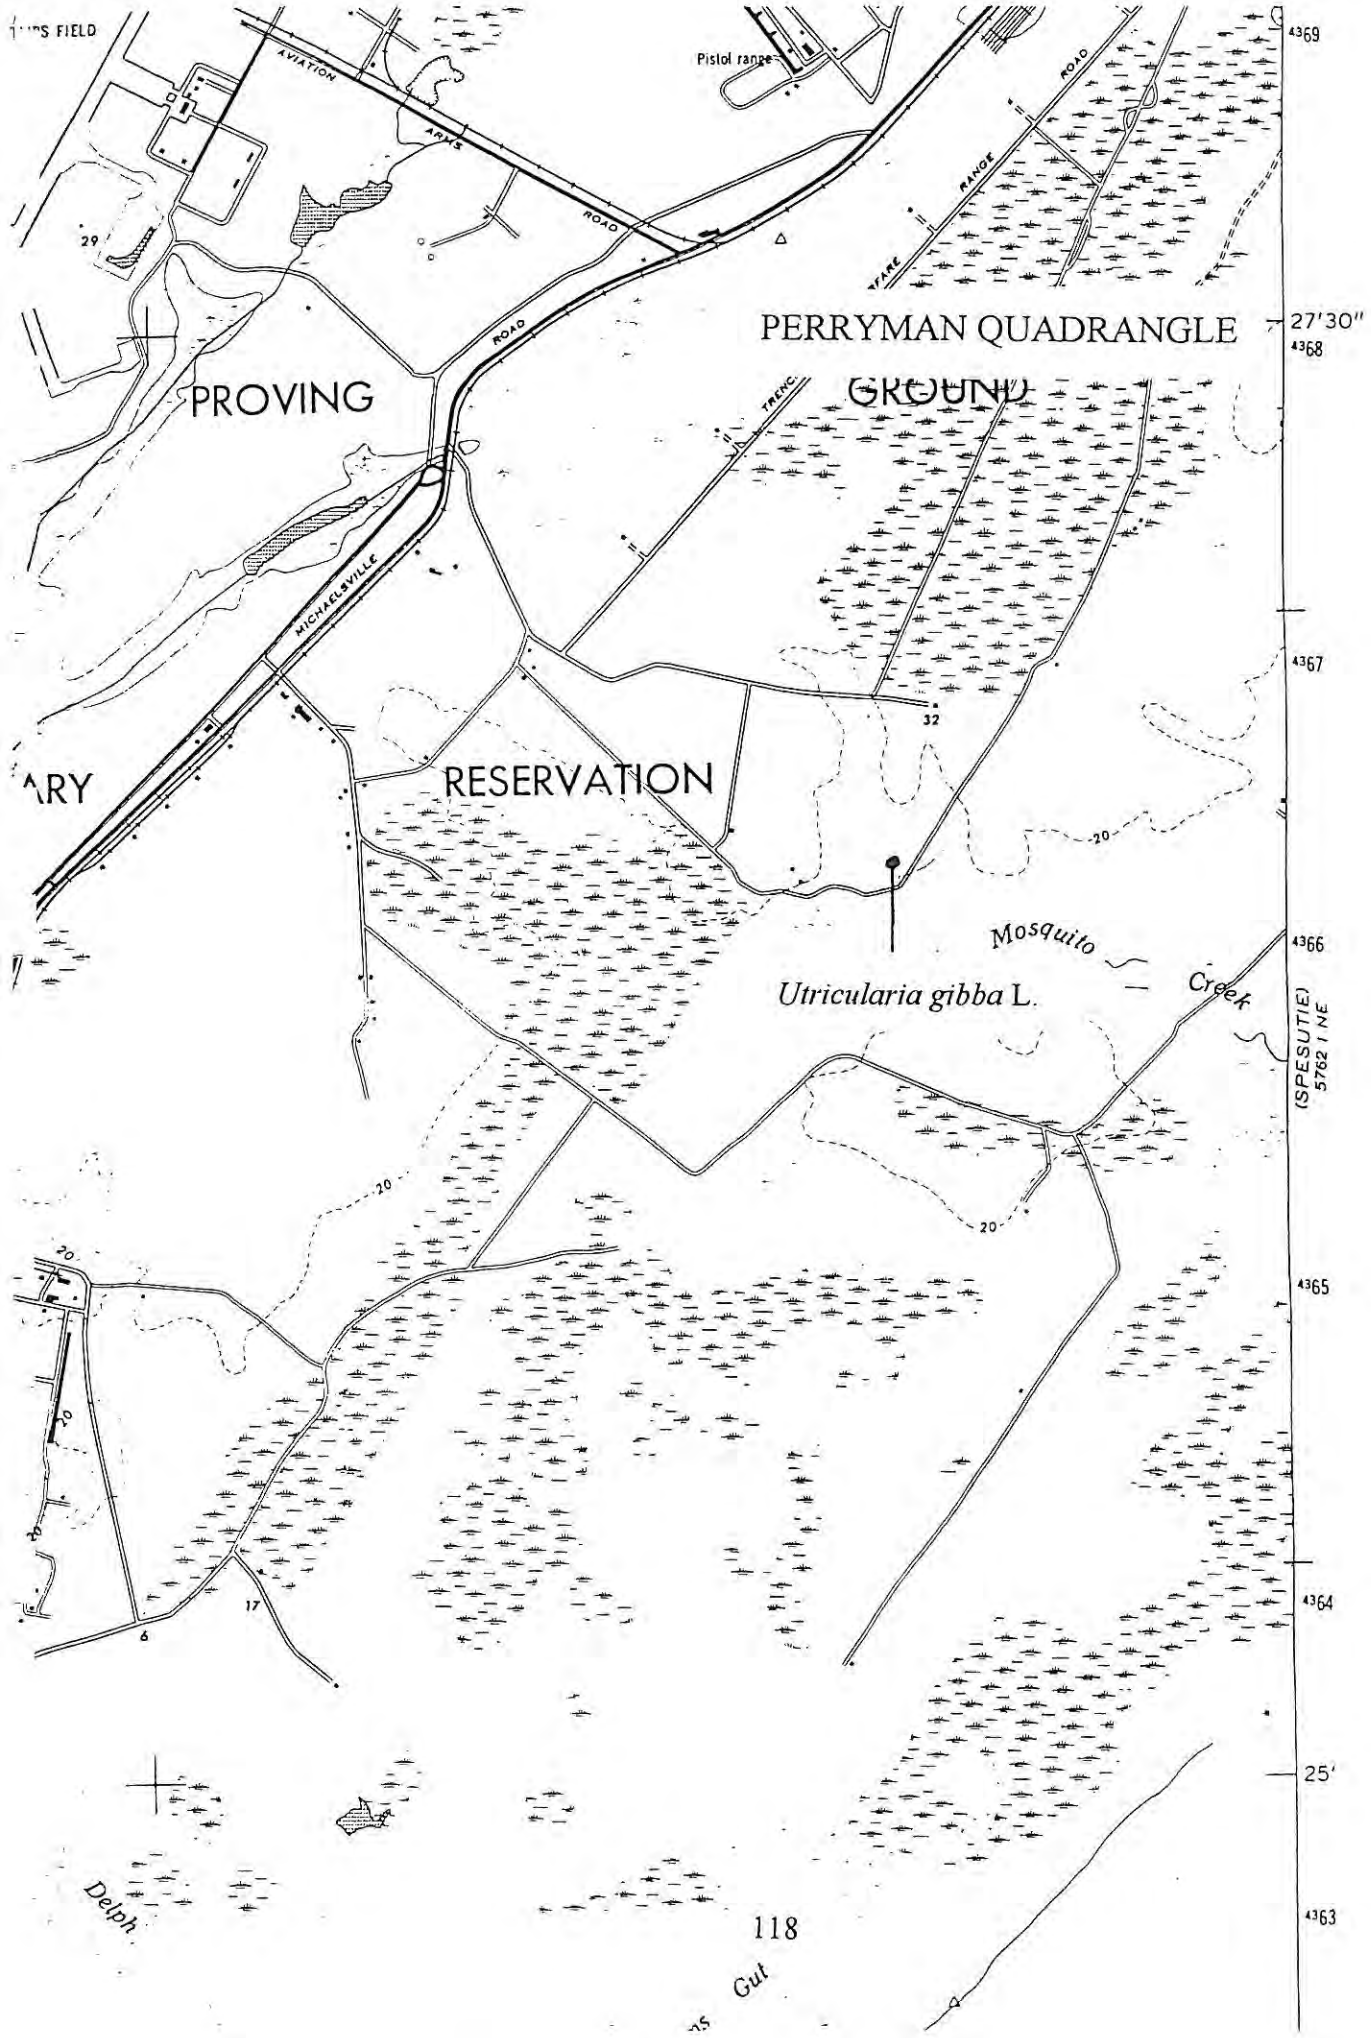 FIELD
4369
AVIATION
ARMS
ROAD
Pistol range
ROAD
RANGE
29
ROAD
PERRYMAN QUADRANGLE
27'30"
4368
PROVING
GROUND
MICHAELSVILLE
4367
32
RESERVATION
20
Mosquito
Creek
4366
Utricularia gibba L.
(SPESUTIE)
5762 I NE
20
20
20
4365
20
20
17
6
4364
25'
Delph
118
4363
Gut